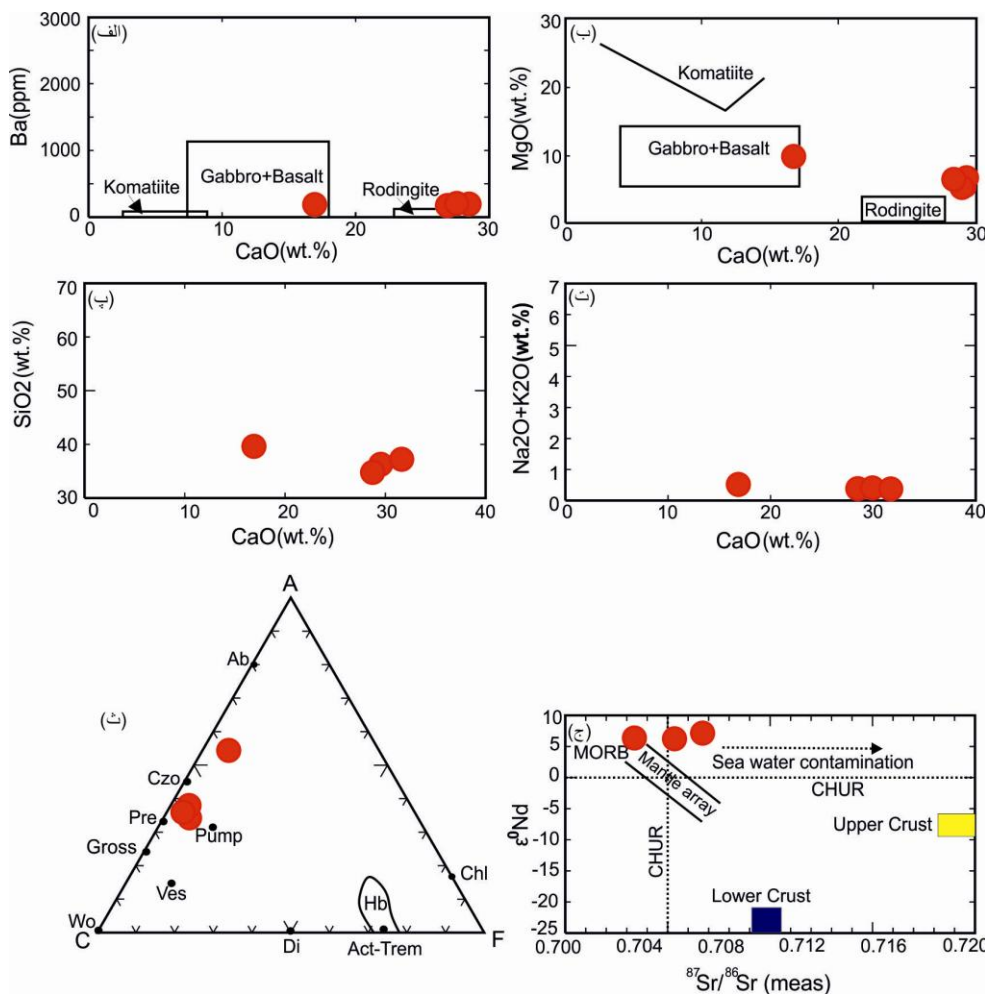 3000
2000
1000
0
Ba(ppm)
(الف)
Komatiite
Gabbro+Basalt
Rodingite
0
10
20
30
CaO(wt.%)
30
20
10
0
MgO(wt.%)
(ب)
Komatiite
Gabbro+Basalt
Rodingite
0
10
20
30
CaO(wt.%)
70
60
50
40
30
SiO2(wt.%)
(پ)
0
10
20
30
40
CaO(wt.%)
7
6
5
4
3
2
1
0
Na2O+K2O(wt.%)
(ت)
0
10
20
30
40
CaO(wt.%)
(ث)
A
Ab
Czo
Pre
Pump
Gross
Ves
Chl
Hb
Wo
C
Di
Act-Trem
F
10
5
0
-5
-10
-15
-20
-25
ε⁰Nd
(ج)
MORB
Mantle array
Sea water contamination
CHUR
CHUR
Upper Crust
Lower Crust
0.700
0.704
0.708
0.712
0.716
0.720
⁸⁷Sr/⁸⁶Sr (meas)